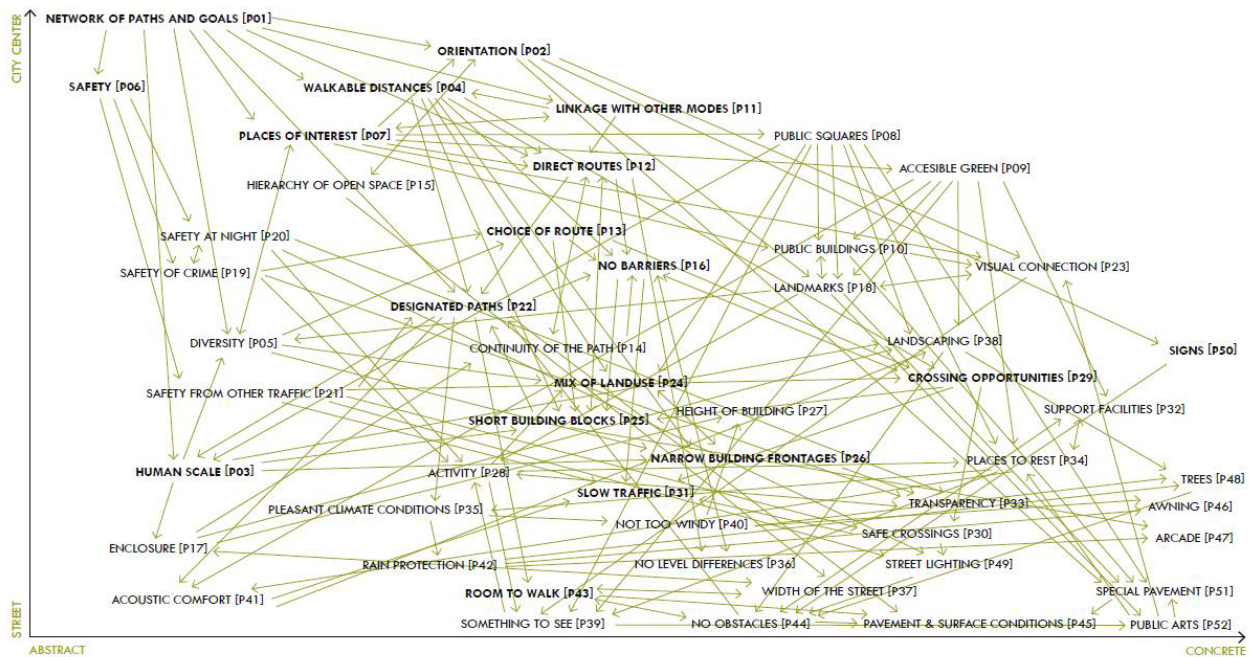 CITY CENTER
NETWORK OF PATHS AND GOALS [P01]
ORIENTATION [P02]
SAFETY [P06]
WALKABLE DISTANCES [P04]
LINKAGE WITH OTHER MODES [P11]
PLACES OF INTEREST [P07]
PUBLIC SQUARES [P08]
DIRECT ROUTES [P12]
ACCESIBLE GREEN [P09]
HIERARCHY OF OPEN SPACE [P15]
CHOICE OF ROUTE [P13]
SAFETY AT NIGHT [P20]
PUBLIC BUILDINGS [P10]
NO BARRIERS [P16]
VISUAL CONNECTION [P23]
SAFETY OF CRIME [P19]
LANDMARKS [P18]
DESIGNATED PATHS [P22]
DIVERSITY [P05]
CONTINUITY OF THE PATH [P14]
LANDSCAPING [P38]
SIGNS [P50]
MIX OF LANDUSE [P24]
CROSSING OPPORTUNITIES [P29]
SAFETY FROM OTHER TRAFFIC [P21]
HEIGHT OF BUILDING [P27]
SUPPORT FACILITIES [P32]
SHORT BUILDING BLOCKS [P25]
NARROW BUILDING FRONTAGES [P26]
PLACES TO REST [P34]
HUMAN SCALE [P03]
ACTIVITY [P28]
TREES [P48]
SLOW TRAFFIC [P31]
TRANSPARENCY [P33]
AWNING [P46]
PLEASANT CLIMATE CONDITIONS [P35]
NOT TOO WINDY [P40]
SAFE CROSSINGS [P30]
ARCADE [P47]
ENCLOSURE [P17]
RAIN PROTECTION [P42]
NO LEVEL DIFFERENCES [P36]
STREET LIGHTING [P49]
ROOM TO WALK [P43]
WIDTH OF THE STREET [P37]
SPECIAL PAVEMENT [P51]
ACOUSTIC COMFORT [P41]
SOMETHING TO SEE [P39]
NO OBSTACLES [P44]
PAVEMENT & SURFACE CONDITIONS [P45]
PUBLIC ARTS [P52]
STREET
ABSTRACT
CONCRETE